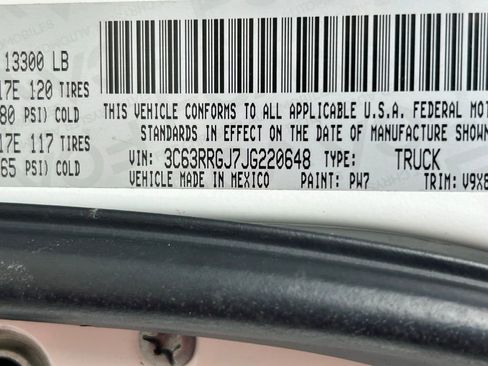 13300 LB
17E 120 TIRES
80 PSI) COLD
17E 117 TIRES
65 PSI) COLD
THIS VEHICLE CONFORMS TO ALL APPLICABLE U.S.A. FEDERAL MOTOR
STANDARDS IN EFFECT ON THE DATE OF MANUFACTURE SHOWN
VIN: 3C63RRGJ7JG220648 TYPE: TRUCK
VEHICLE MADE IN MEXICO PAINT: PW7 TRIM: V9X8